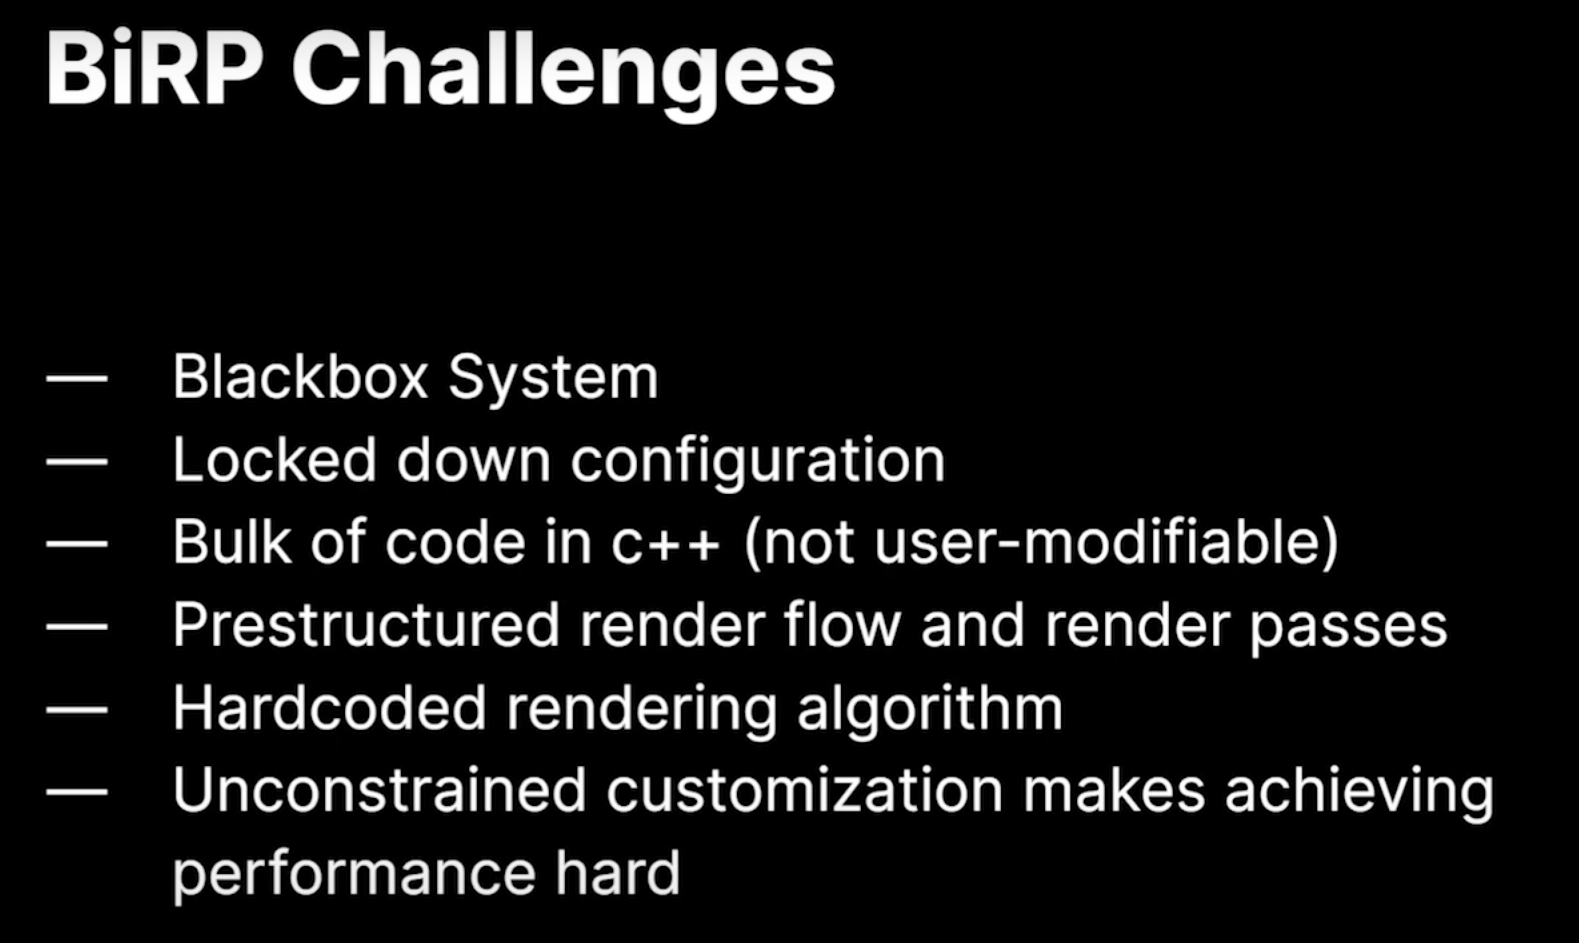 BiRP Challenges
— Blackbox System
— Locked down configuration
— Bulk of code in c++ (not user-modifiable)
— Prestructured render flow and render passes
— Hardcoded rendering algorithm
— Unconstrained customization makes achieving
performance hard